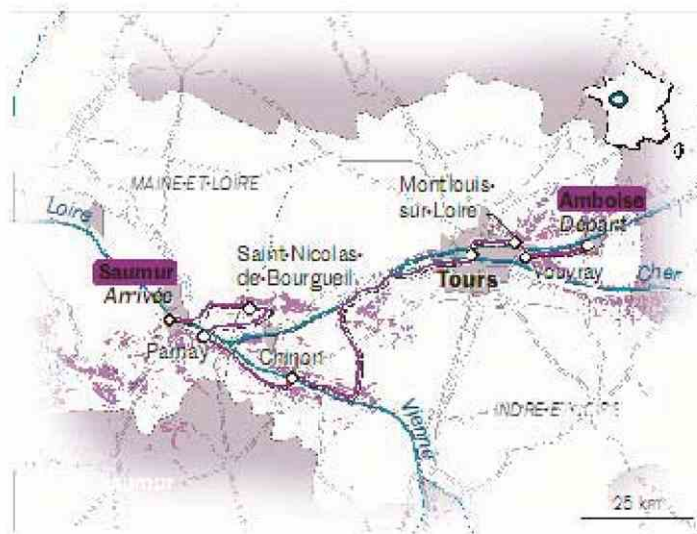 MAINE-ET-LOIRE
Montlouis-
sur-Loire
Amboise
Départ
Loire
Saint-Nicolas-
de-Bourgueil
Saumur
Arrivée
Tours
Vouvray
Cher
Parnay
Chinon
Vienne
INDRE-ET-LOIRE
Saumur
25 km